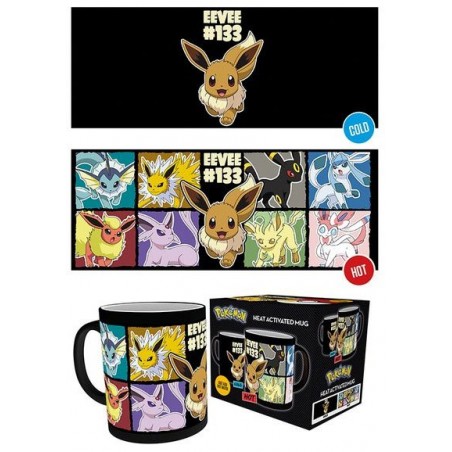 EEVEE
#133
COLD
EEVEE
#133
HOT
EEVEE
#133
POKéMON
HEAT ACTIVATED MUG
EEVEE
#133
HOT
POKéMON
HEAT ACTIVATED MUG